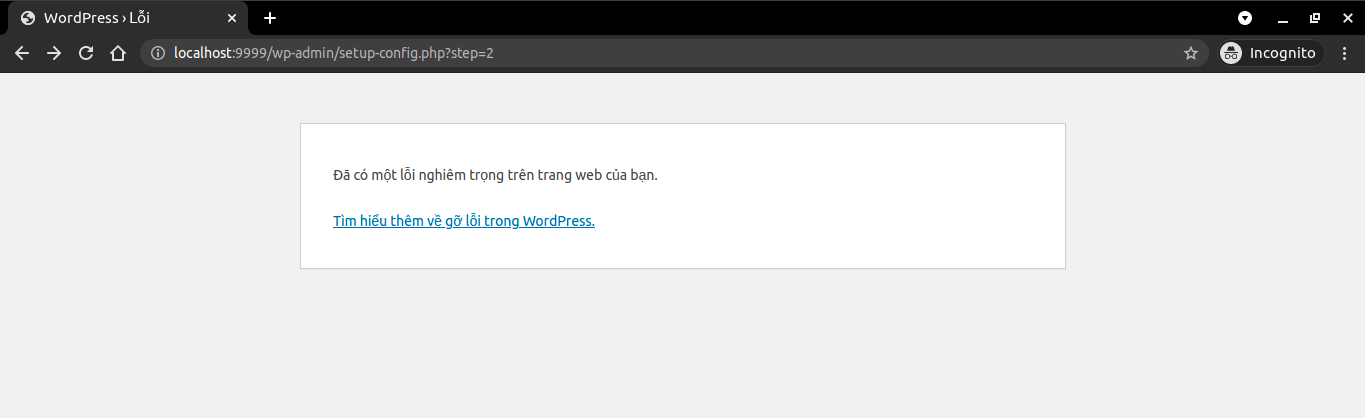 WordPress › Lỗi
localhost:9999/wp-admin/setup-config.php?step=2
Incognito
Đã có một lỗi nghiêm trọng trên trang web của bạn.
Tìm hiểu thêm về gỡ lỗi trong WordPress.